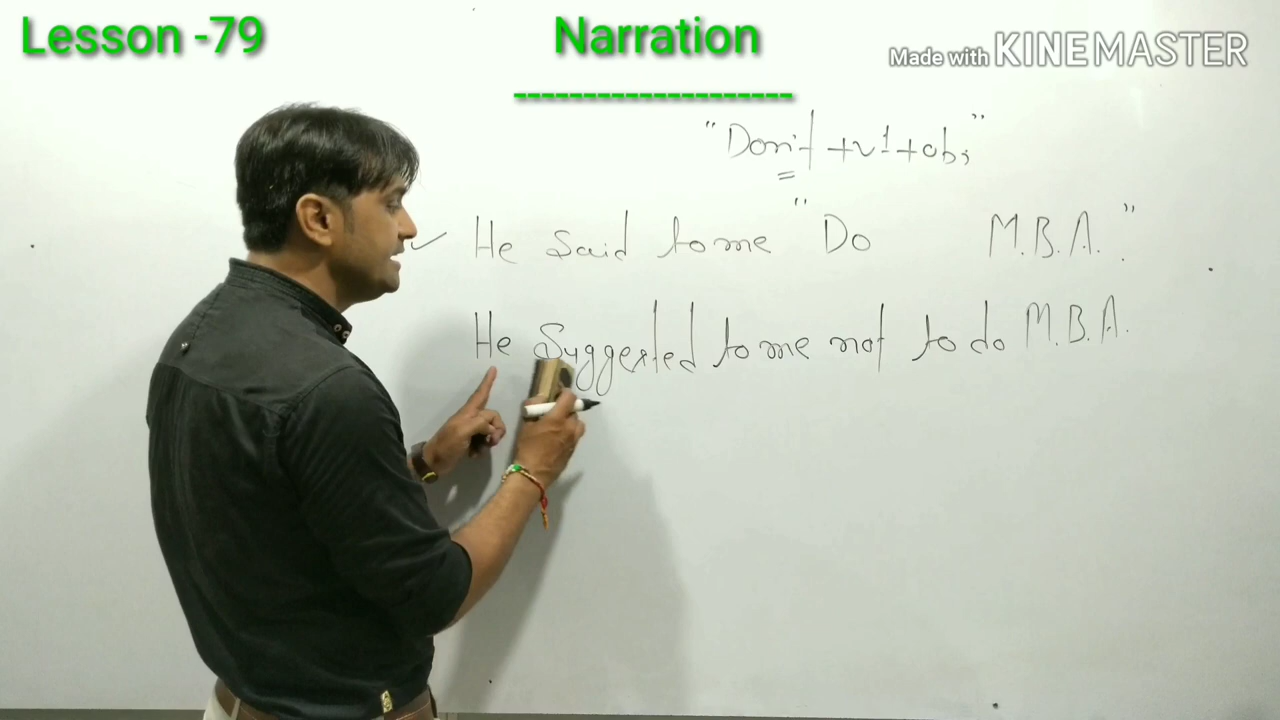 Lesson -79
Narration
Made with KINEMASTER
"Don't + v1 + obj"
He said to me "Do M.B.A."
He suggested to me not to do M.B.A.